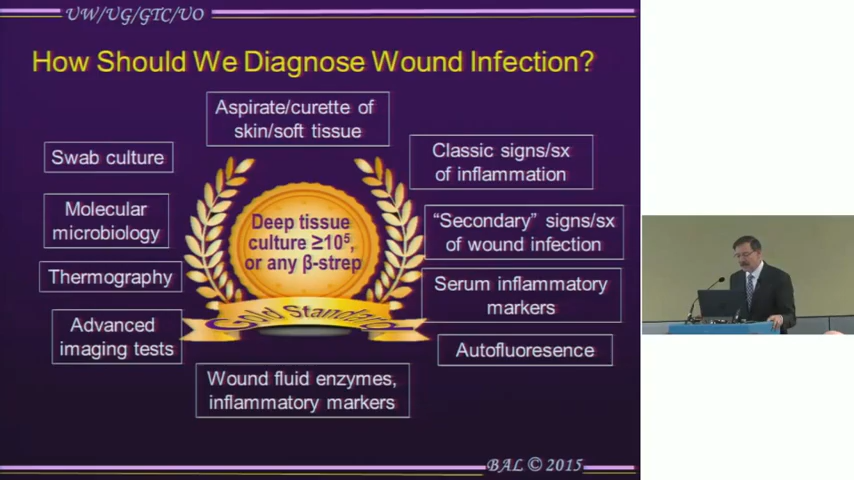 UW/UG/GTC/UO
How Should We Diagnose Wound Infection?
Aspirate/curette of
skin/soft tissue
Swab culture
Classic signs/sx
of inflammation
Molecular
microbiology
Deep tissue
culture ≥10⁵,
or any β-strep
"Secondary" signs/sx
of wound infection
Thermography
Serum inflammatory
markers
Gold Standard
Advanced
imaging tests
Autofluoresence
Wound fluid enzymes,
inflammatory markers
BAL © 2015